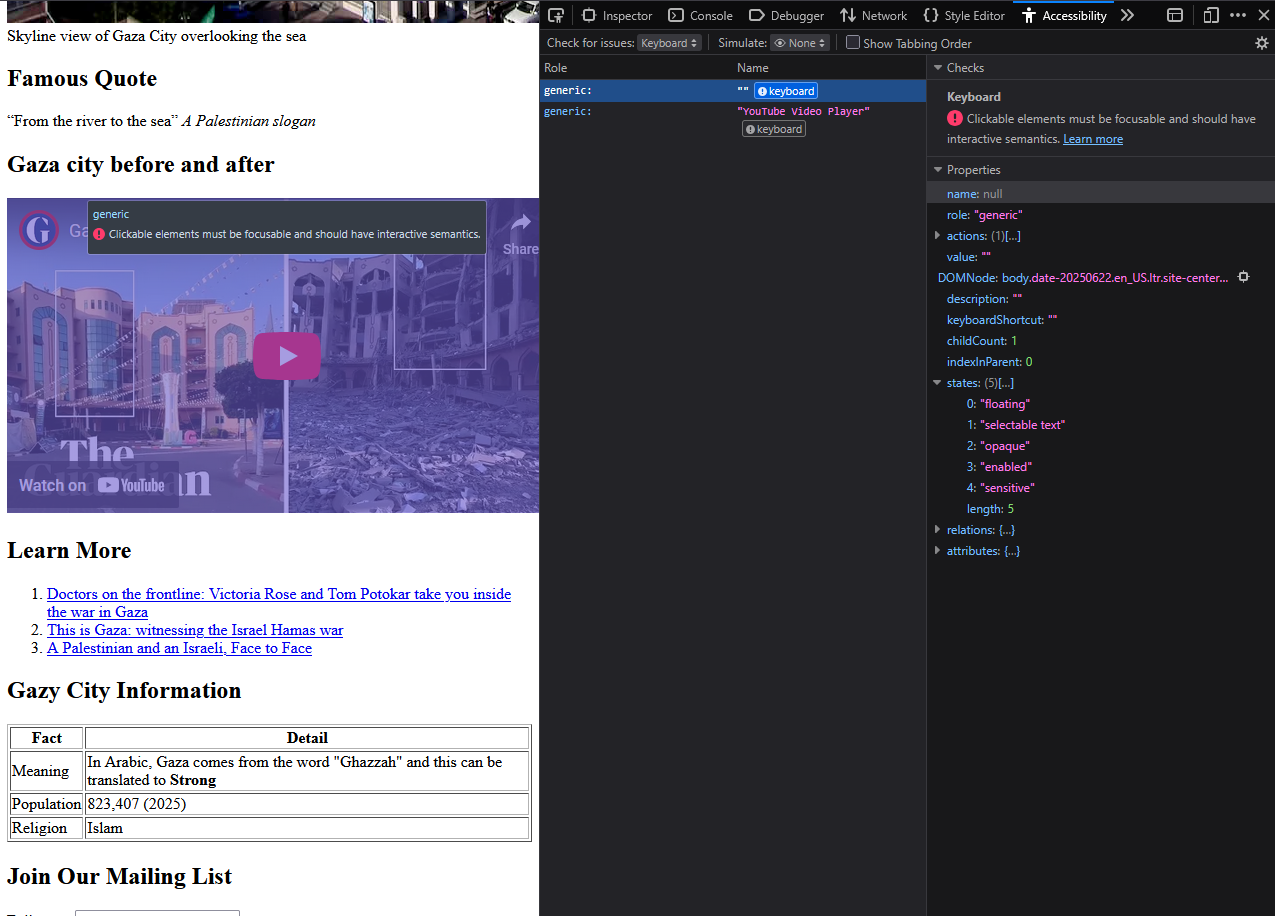 Skyline view of Gaza City overlooking the sea
Famous Quote
“From the river to the sea” A Palestinian slogan
Gaza city before and after
G
Ga
generic
Clickable elements must be focusable and should have interactive semantics.
Share
The
Guardian
Watch on YouTube
Learn More
1. Doctors on the frontline: Victoria Rose and Tom Potokar take you inside
the war in Gaza
2. This is Gaza: witnessing the Israel Hamas war
3. A Palestinian and an Israeli, Face to Face
Gazy City Information
Fact Detail
Meaning In Arabic, Gaza comes from the word "Ghazzah" and this can be
translated to Strong
Population 823,407 (2025)
Religion Islam
Join Our Mailing List
Inspector Console Debugger Network Style Editor Accessibility
Check for issues: Keyboard Simulate: None Show Tabbing Order
Role Name
generic: "" keyboard
generic: "YouTube Video Player"
keyboard
Checks
Keyboard
Clickable elements must be focusable and should have
interactive semantics. Learn more
Properties
name: null
role: "generic"
actions: (1)[...]
value: ""
DOMNode: body.date-20250622.en_US.ltr.site-center...
description: ""
keyboardShortcut: ""
childCount: 1
indexInParent: 0
states: (5)[...]
0: "floating"
1: "selectable text"
2: "opaque"
3: "enabled"
4: "sensitive"
length: 5
relations: {...}
attributes: {...}